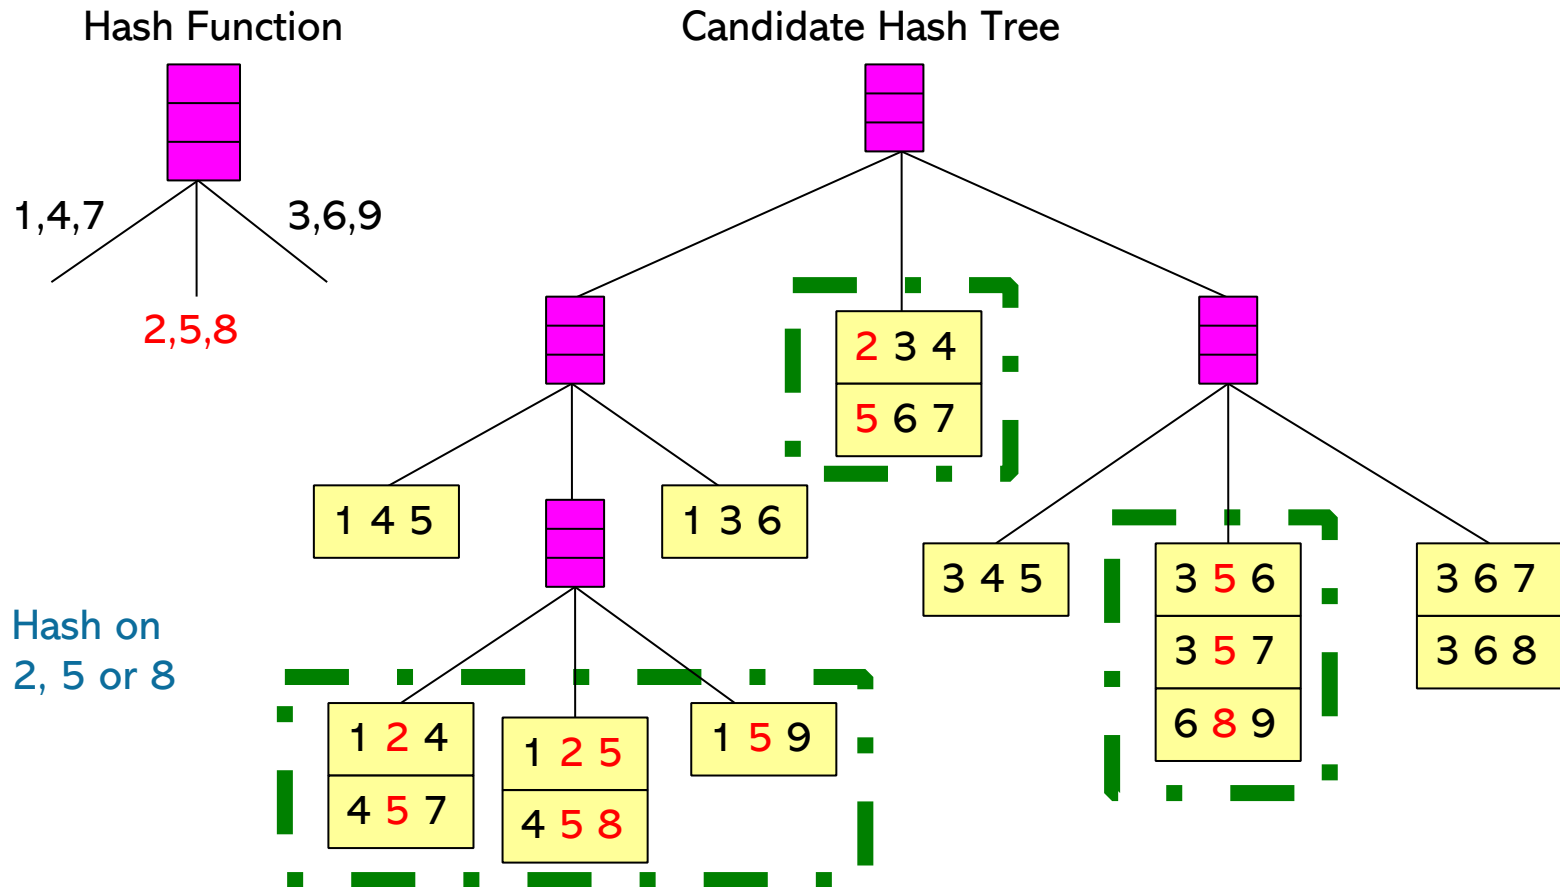 Hash Function
Candidate Hash Tree
1,4,7
3,6,9
2,5,8
2 3 4
5 6 7
1 4 5
1 3 6
3 4 5
3 5 6
3 5 7
6 8 9
3 6 7
3 6 8
Hash on
2, 5 or 8
1 2 4
4 5 7
1 2 5
4 5 8
1 5 9